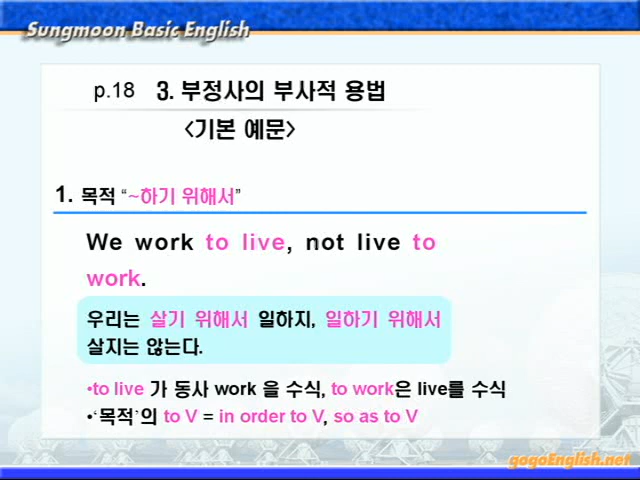 Sungmoon Basic English
p.18 3. 부정사의 부사적 용법
<기본 예문>
1. 목적 “~하기 위해서”
We work to live, not live to
work.
우리는 살기 위해서 일하지, 일하기 위해서
살지는 않는다.
•to live 가 동사 work 을 수식, to work은 live를 수식
•‘목적’의 to V = in order to V, so as to V
gogoEnglish.net